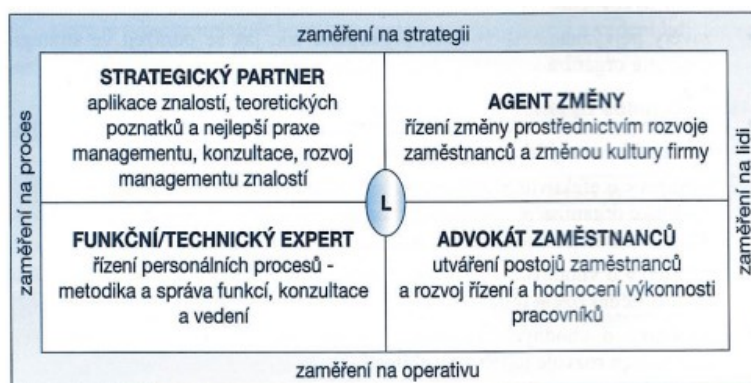 zaměření na strategii
zaměření na proces
STRATEGICKÝ PARTNER
aplikace znalostí, teoretických
poznatků a nejlepší praxe
managementu, konzultace, rozvoj
managementu znalostí
AGENT ZMĚNY
řízení změny prostřednictvím rozvoje
zaměstnanců a změnou kultury firmy
zaměření na lidi
L
FUNKČNÍ/TECHNICKÝ EXPERT
řízení personálních procesů -
metodika a správa funkcí, konzultace
a vedení
ADVOKÁT ZAMĚSTNANCŮ
utváření postojů zaměstnanců
a rozvoj řízení a hodnocení výkonnosti
pracovníků
zaměření na operativu